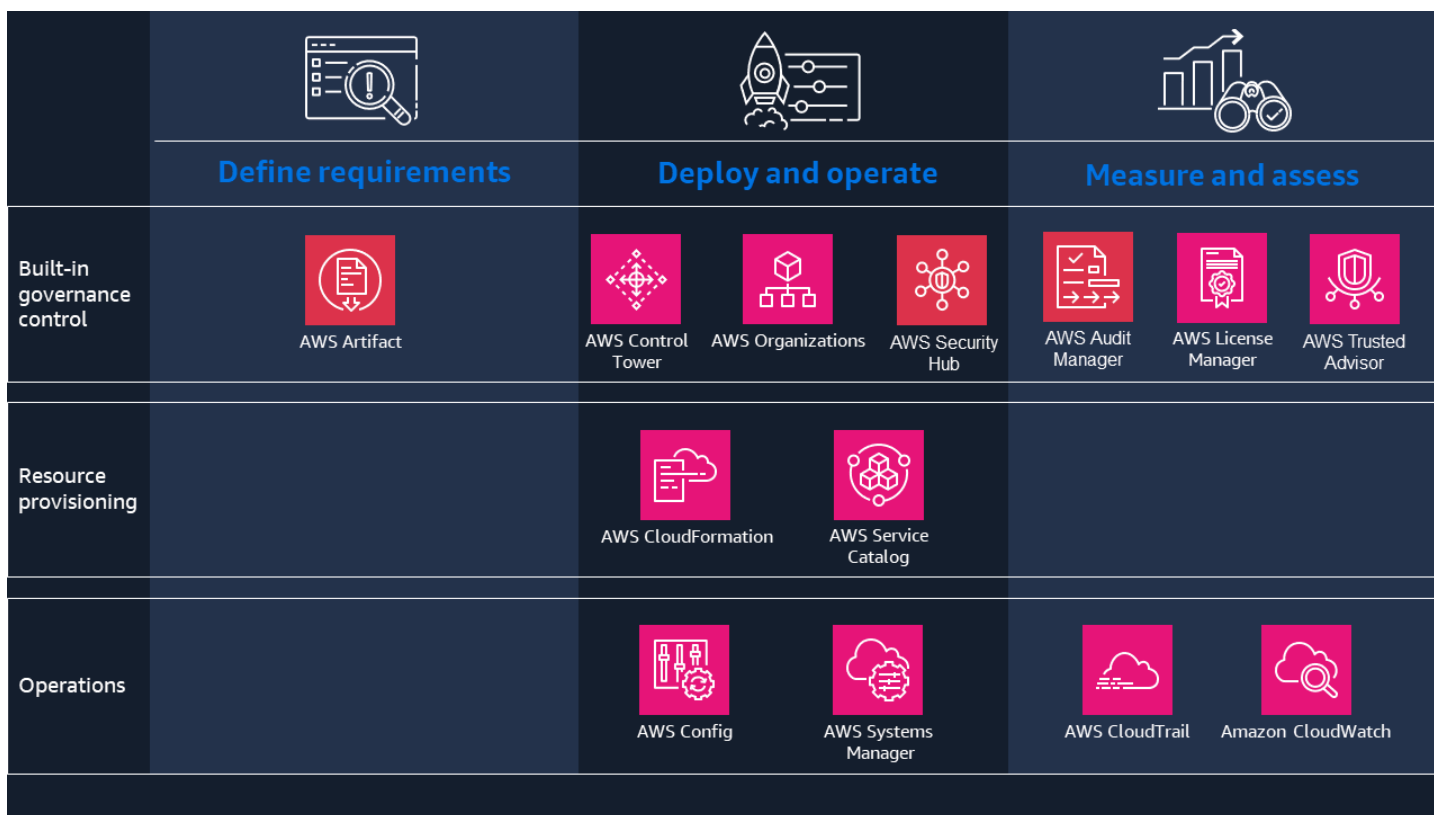 Define requirements
Deploy and operate
Measure and assess
Built-in
governance
control
AWS Artifact
AWS Control
Tower
AWS Organizations
AWS Security
Hub
AWS Audit
Manager
AWS License
Manager
AWS Trusted
Advisor
Resource
provisioning
AWS CloudFormation
AWS Service
Catalog
Operations
AWS Config
AWS Systems
Manager
AWS CloudTrail
Amazon CloudWatch